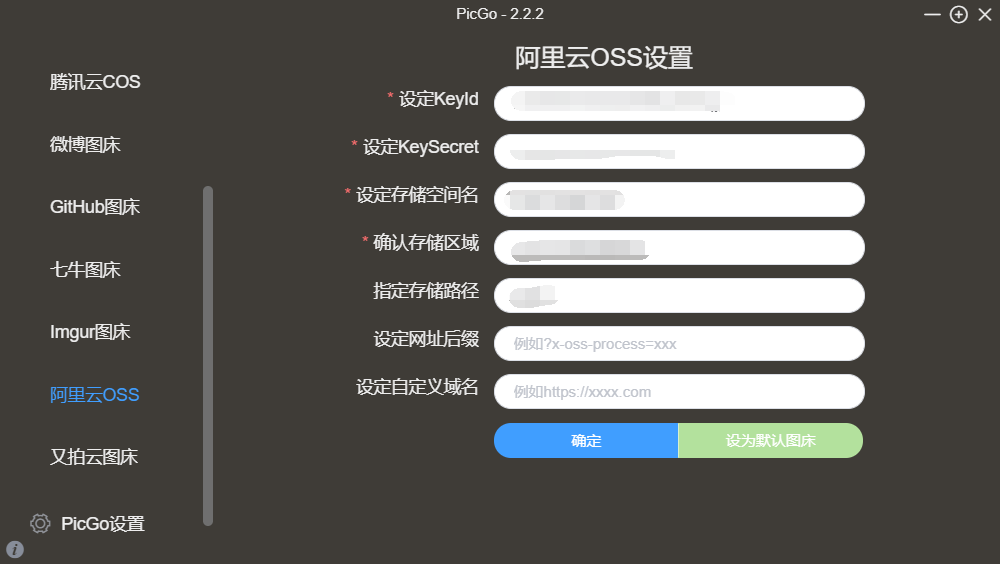 PicGo - 2.2.2
腾讯云COS
微博图床
GitHub图床
七牛图床
Imgur图床
阿里云OSS
又拍云图床
PicGo设置
阿里云OSS设置
* 设定KeyId
* 设定KeySecret
* 设定存储空间名
* 确认存储区域
指定存储路径
设定网址后缀
例如?x-oss-process=xxx
设定自定义域名
例如https://xxxx.com
确定
设为默认图床